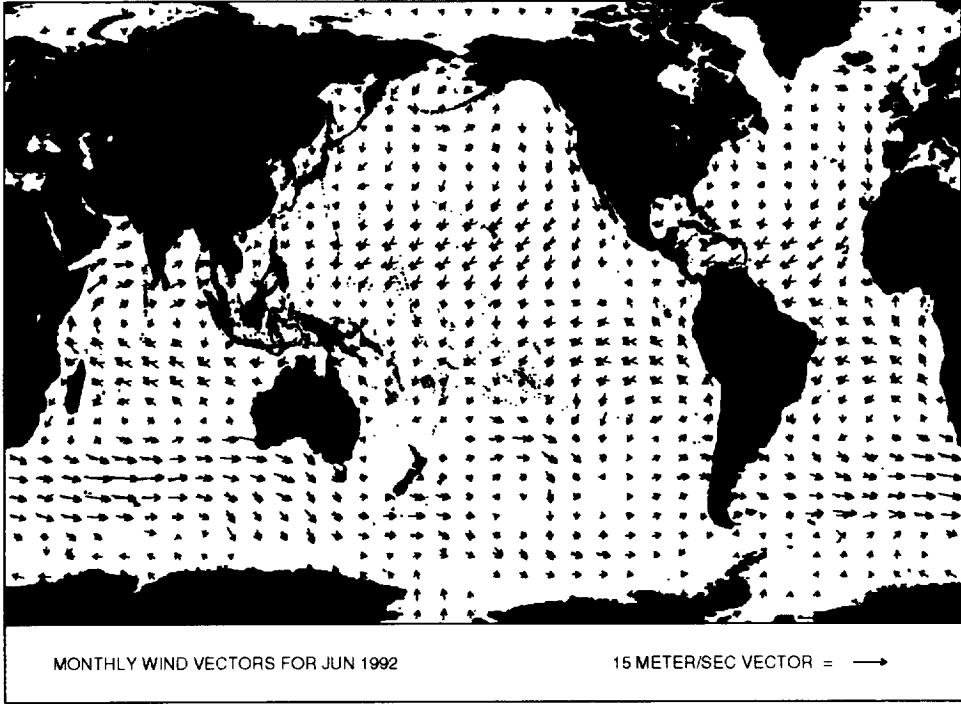 MONTHLY WIND VECTORS FOR JUN 1992
15 METER/SEC VECTOR =